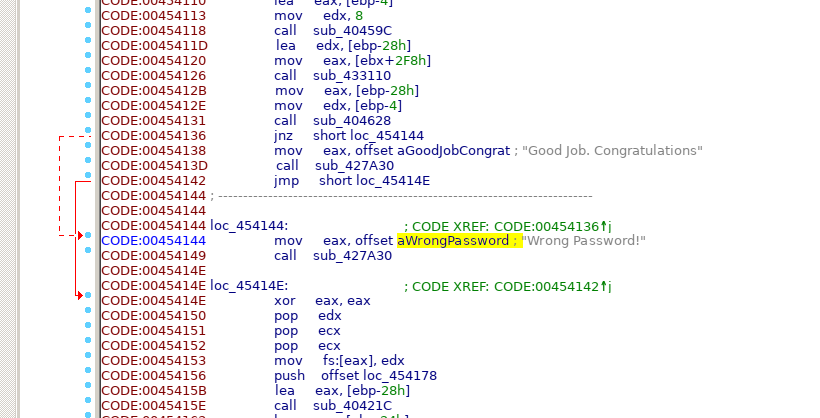 CODE:00454110 lea eax, [ebp-4]
CODE:00454113 mov edx, 8
CODE:00454118 call sub_40459C
CODE:0045411D lea edx, [ebp-28h]
CODE:00454120 mov eax, [ebx+2F8h]
CODE:00454126 call sub_433110
CODE:0045412B mov eax, [ebp-28h]
CODE:0045412E mov edx, [ebp-4]
CODE:00454131 call sub_404628
CODE:00454136 jnz short loc_454144
CODE:00454138 mov eax, offset aGoodJobCongrat ; "Good Job. Congratulations"
CODE:0045413D call sub_427A30
CODE:00454142 jmp short loc_45414E
CODE:00454144 ; ---------------------------------------------------------------------------
CODE:00454144
CODE:00454144 loc_454144: ; CODE XREF: CODE:00454136↑j
CODE:00454144 mov eax, offset aWrongPassword ; "Wrong Password!"
CODE:00454149 call sub_427A30
CODE:0045414E
CODE:0045414E loc_45414E: ; CODE XREF: CODE:00454142↑j
CODE:0045414E xor eax, eax
CODE:00454150 pop edx
CODE:00454151 pop ecx
CODE:00454152 pop ecx
CODE:00454153 mov fs:[eax], edx
CODE:00454156 push offset loc_454178
CODE:0045415B lea eax, [ebp-28h]
CODE:0045415E call sub_40421C